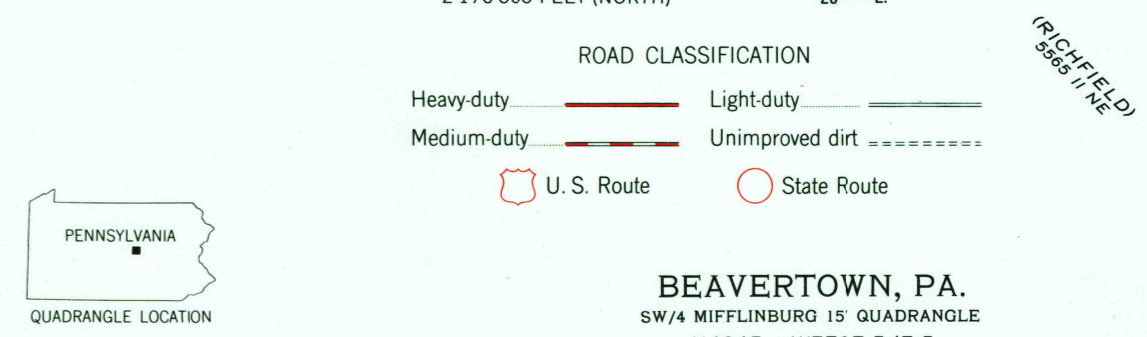 ROAD CLASSIFICATION
Heavy-duty Light-duty
Medium-duty Unimproved dirt
U. S. Route State Route
(RICHFIELD)
5565 II NE
PENNSYLVANIA
QUADRANGLE LOCATION
BEAVERTOWN, PA.
SW/4 MIFFLINBURG 15' QUADRANGLE